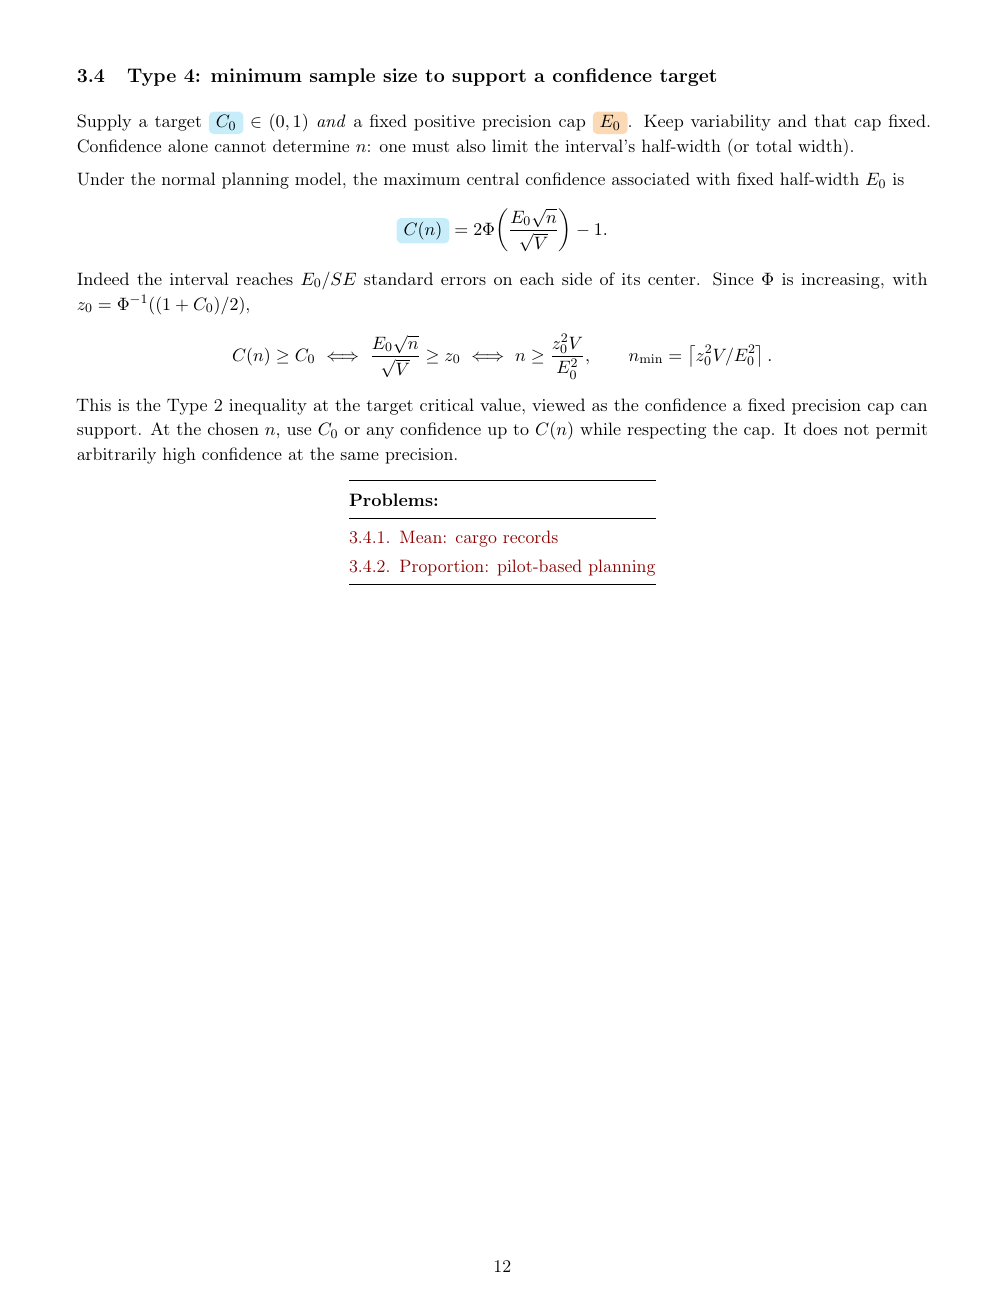 3.4 Type 4: minimum sample size to support a confidence target
Supply a target C₀ ∈ (0, 1) and a fixed positive precision cap E₀ . Keep variability and that cap fixed.
Confidence alone cannot determine n: one must also limit the interval's half-width (or total width).
Under the normal planning model, the maximum central confidence associated with fixed half-width E₀ is
C(n) = 2Φ(E₀√n / √V) − 1.
Indeed the interval reaches E₀/SE standard errors on each side of its center. Since Φ is increasing, with
z₀ = Φ⁻¹((1 + C₀)/2),
C(n) ≥ C₀ ⟺ E₀√n / √V ≥ z₀ ⟺ n ≥ z₀²V / E₀², n_min = ⌈z₀²V/E₀²⌉ .
This is the Type 2 inequality at the target critical value, viewed as the confidence a fixed precision cap can
support. At the chosen n, use C₀ or any confidence up to C(n) while respecting the cap. It does not permit
arbitrarily high confidence at the same precision.
Problems:
3.4.1. Mean: cargo records
3.4.2. Proportion: pilot-based planning
12